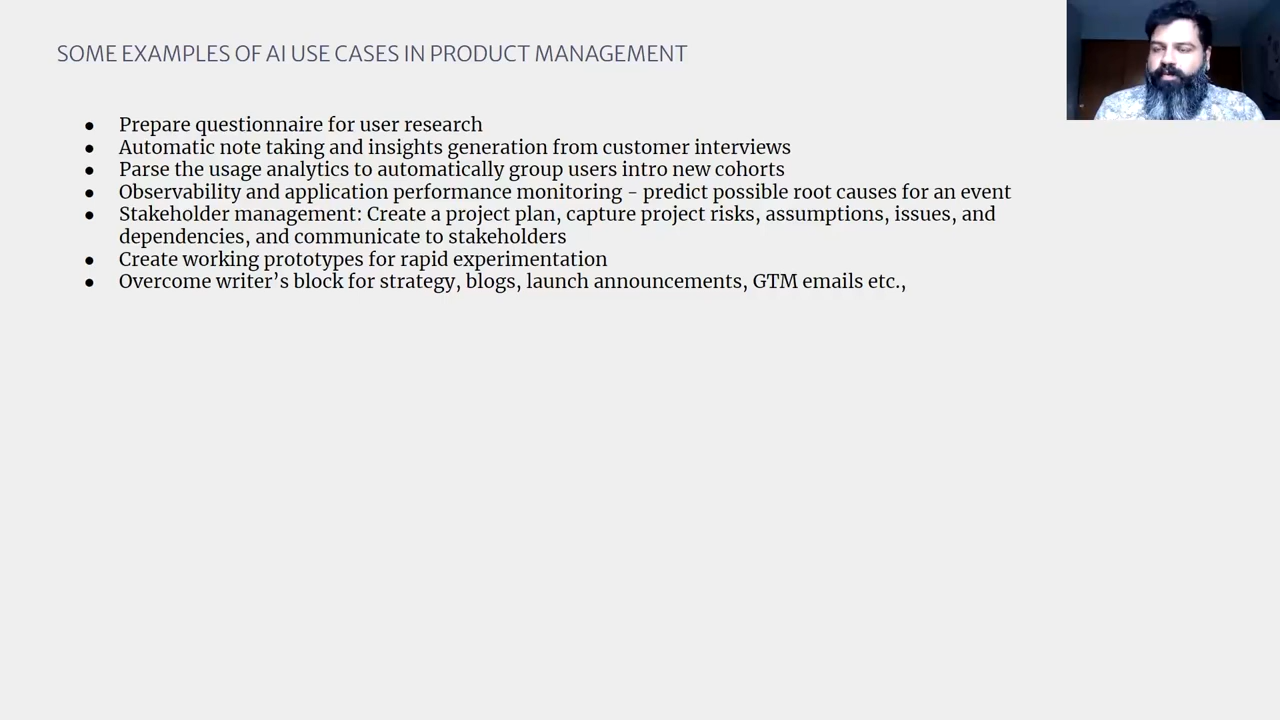 SOME EXAMPLES OF AI USE CASES IN PRODUCT MANAGEMENT
● Prepare questionnaire for user research
● Automatic note taking and insights generation from customer interviews
● Parse the usage analytics to automatically group users intro new cohorts
● Observability and application performance monitoring - predict possible root causes for an event
● Stakeholder management: Create a project plan, capture project risks, assumptions, issues, and
dependencies, and communicate to stakeholders
● Create working prototypes for rapid experimentation
● Overcome writer’s block for strategy, blogs, launch announcements, GTM emails etc.,